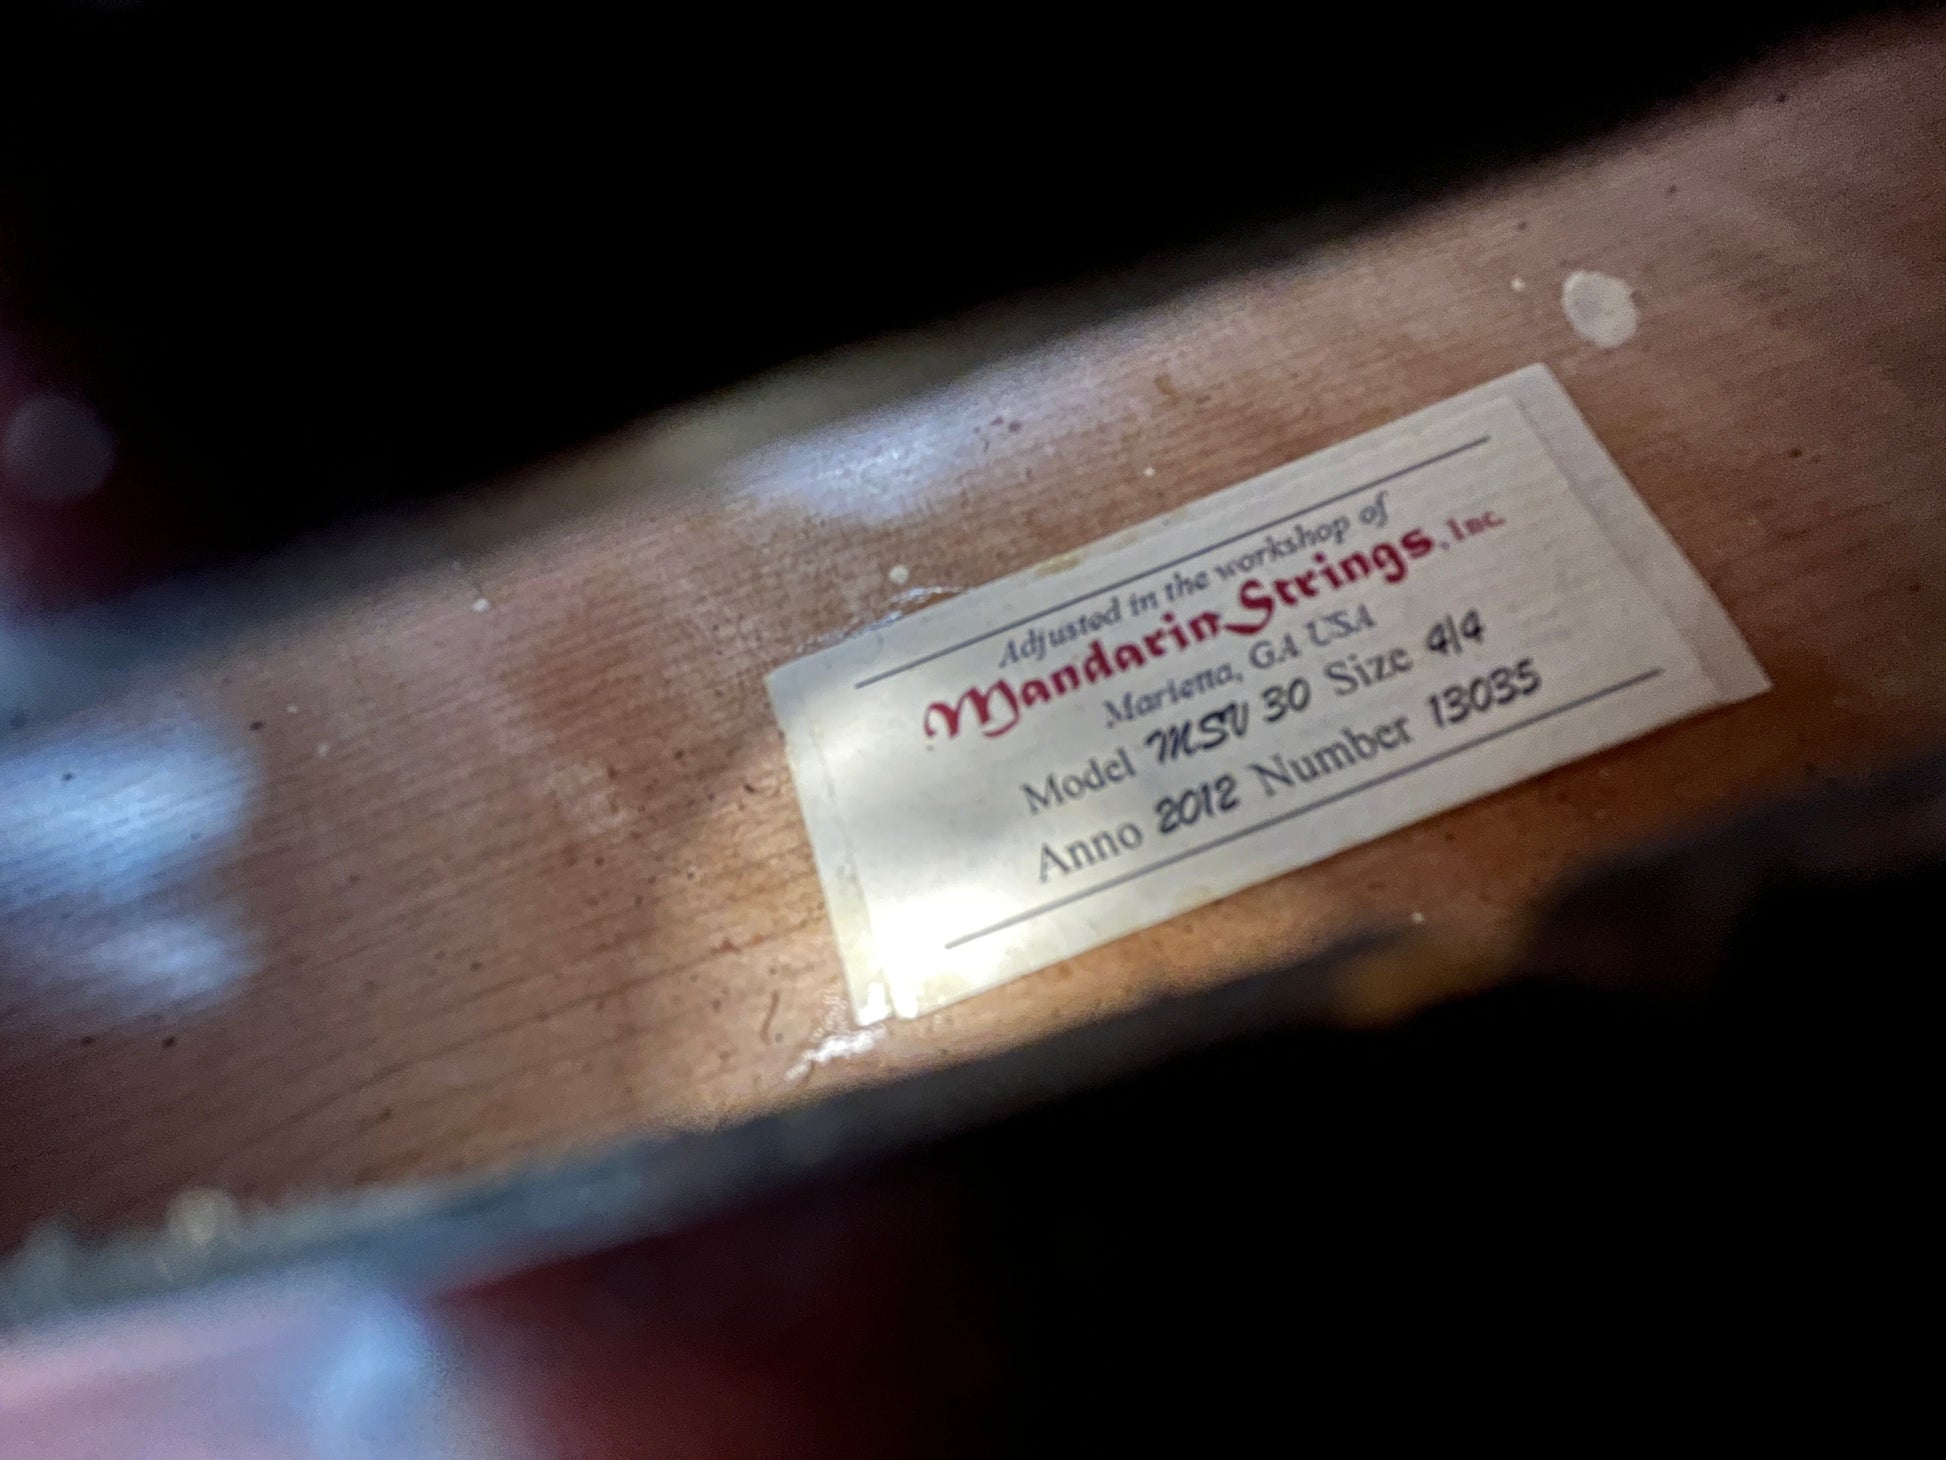 Adjusted in the workshop of
Mandarin Strings, Inc.
Marietta, GA USA
Model MSV 30 Size 4/4
Anno 2012 Number 13035